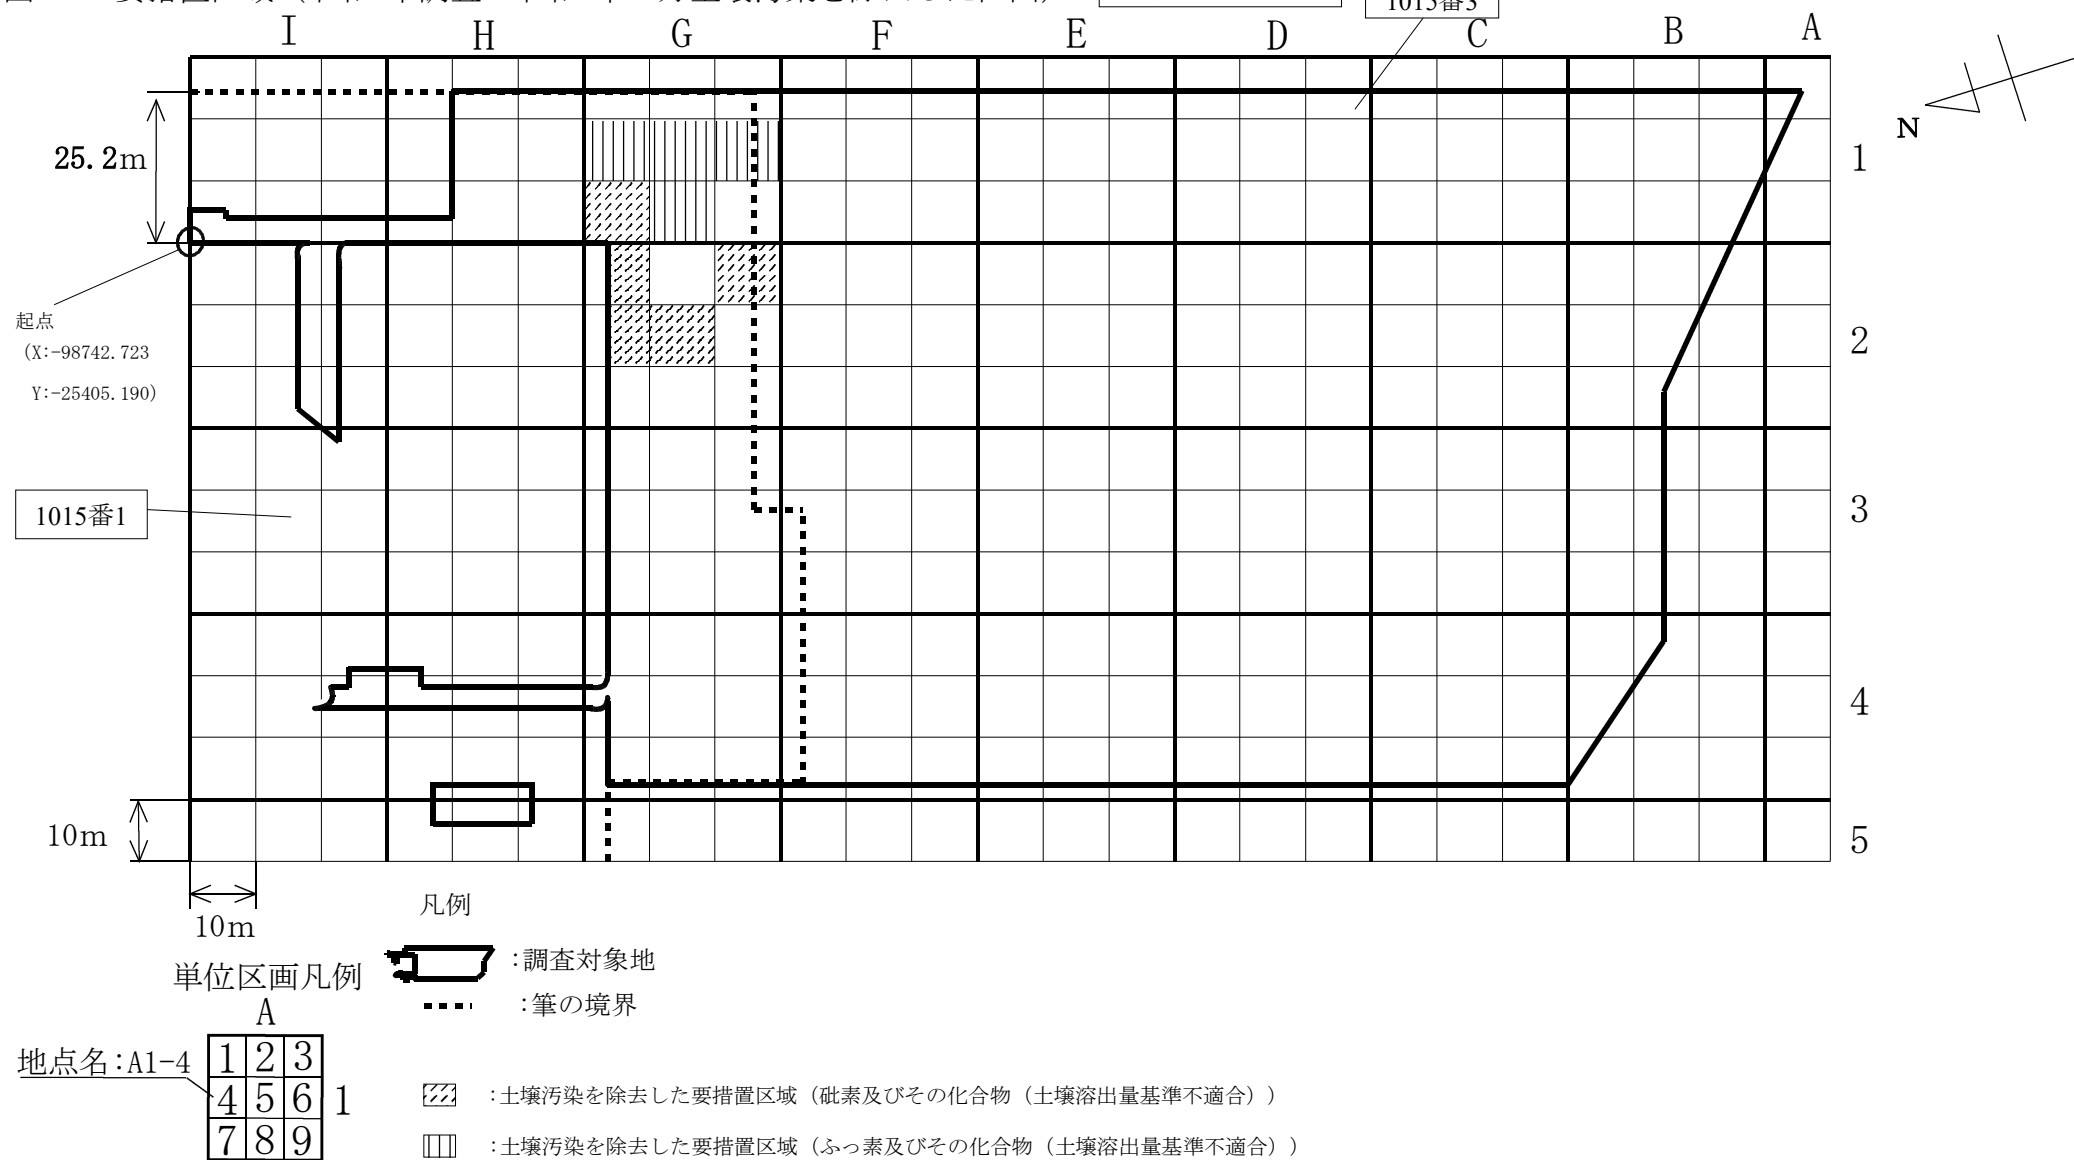 1015番3
I H G F E D C B A
N
25.2m
1
起点
(X:-98742.723
Y:-25405.190)
2
1015番1
3
4
10m
5
10m
凡例
:調査対象地
単位区画凡例
:筆の境界
A
地点名:A1-4
1 2 3
4 5 6 1
7 8 9
:土壌汚染を除去した要措置区域(砒素及びその化合物(土壌溶出量基準不適合))
:土壌汚染を除去した要措置区域(ふっ素及びその化合物(土壌溶出量基準不適合))